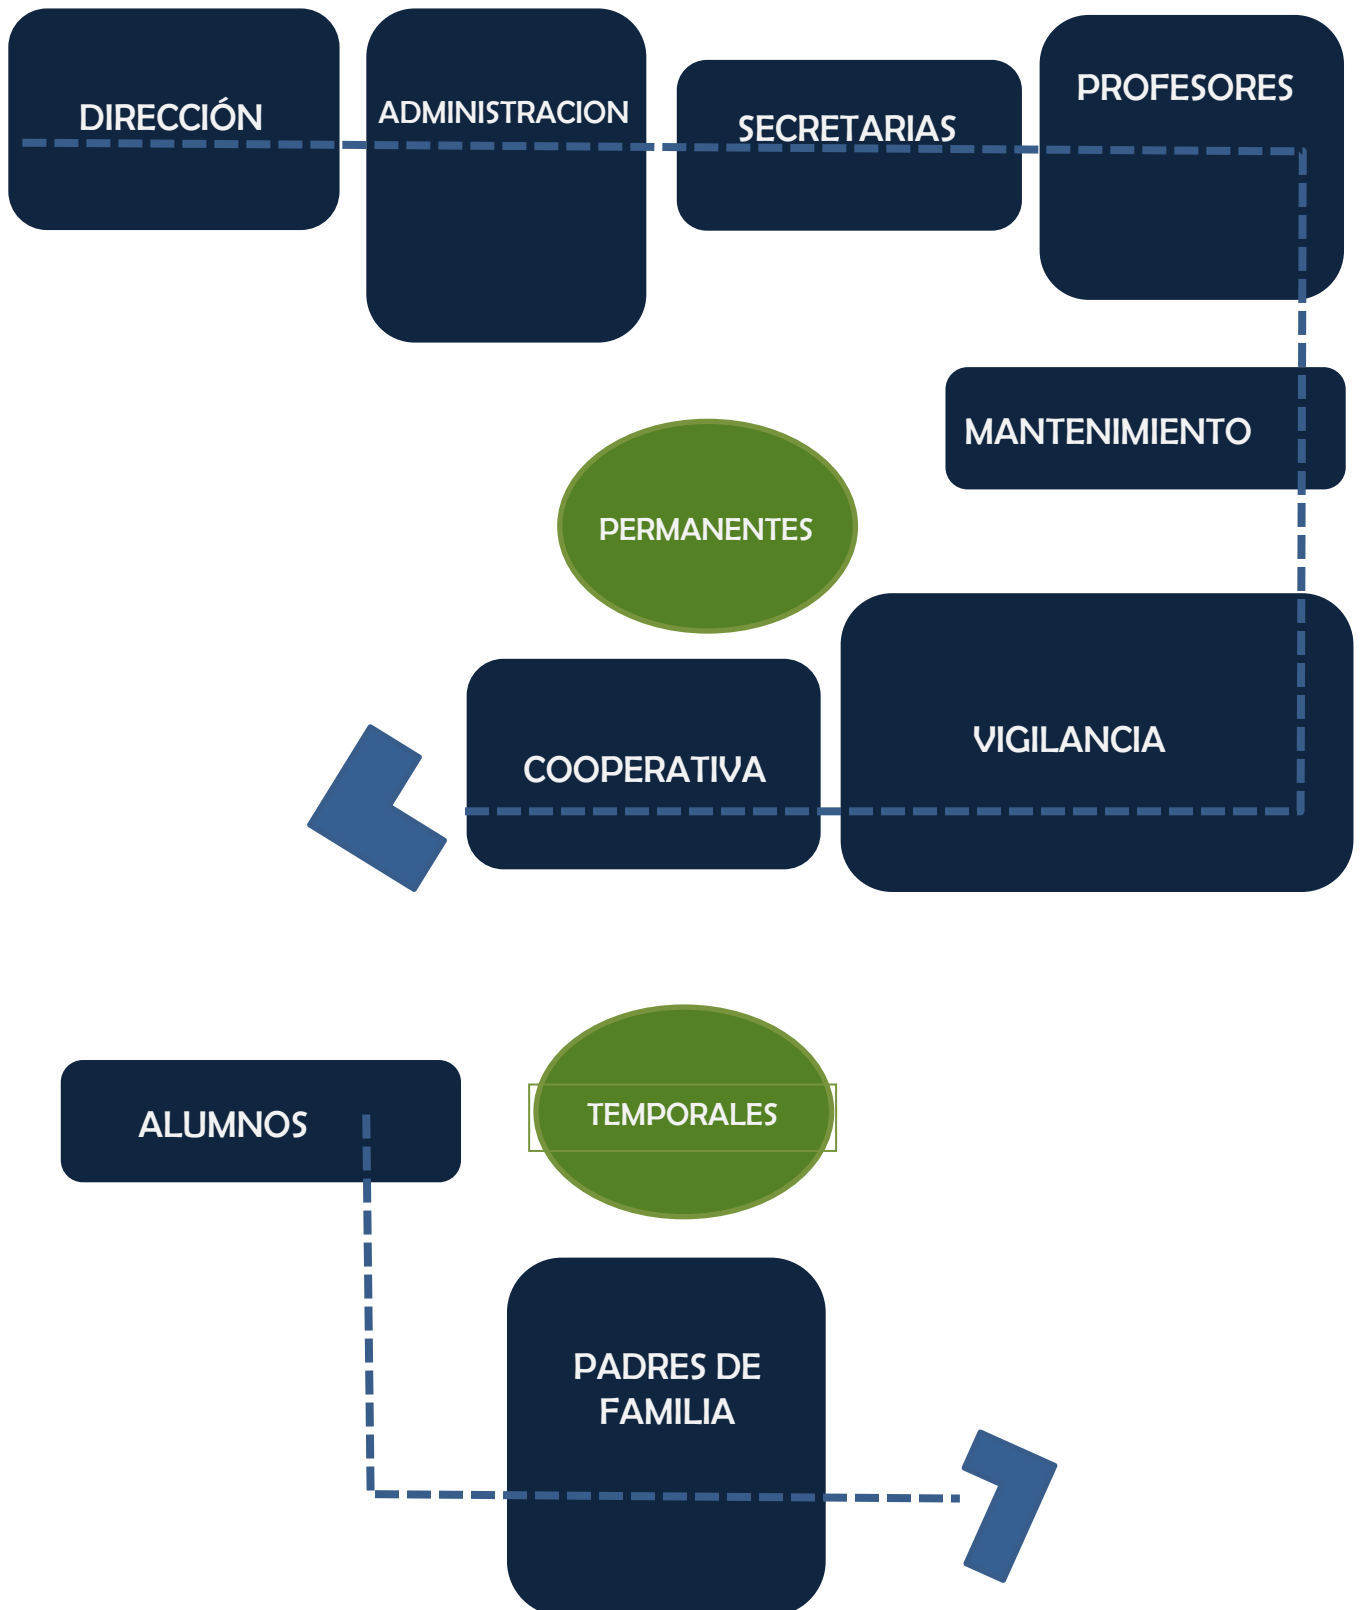 DIRECCIÓN
ADMINISTRACION
SECRETARIAS
PROFESORES
MANTENIMIENTO
PERMANENTES
VIGILANCIA
COOPERATIVA
ALUMNOS
TEMPORALES
PADRES DE
FAMILIA